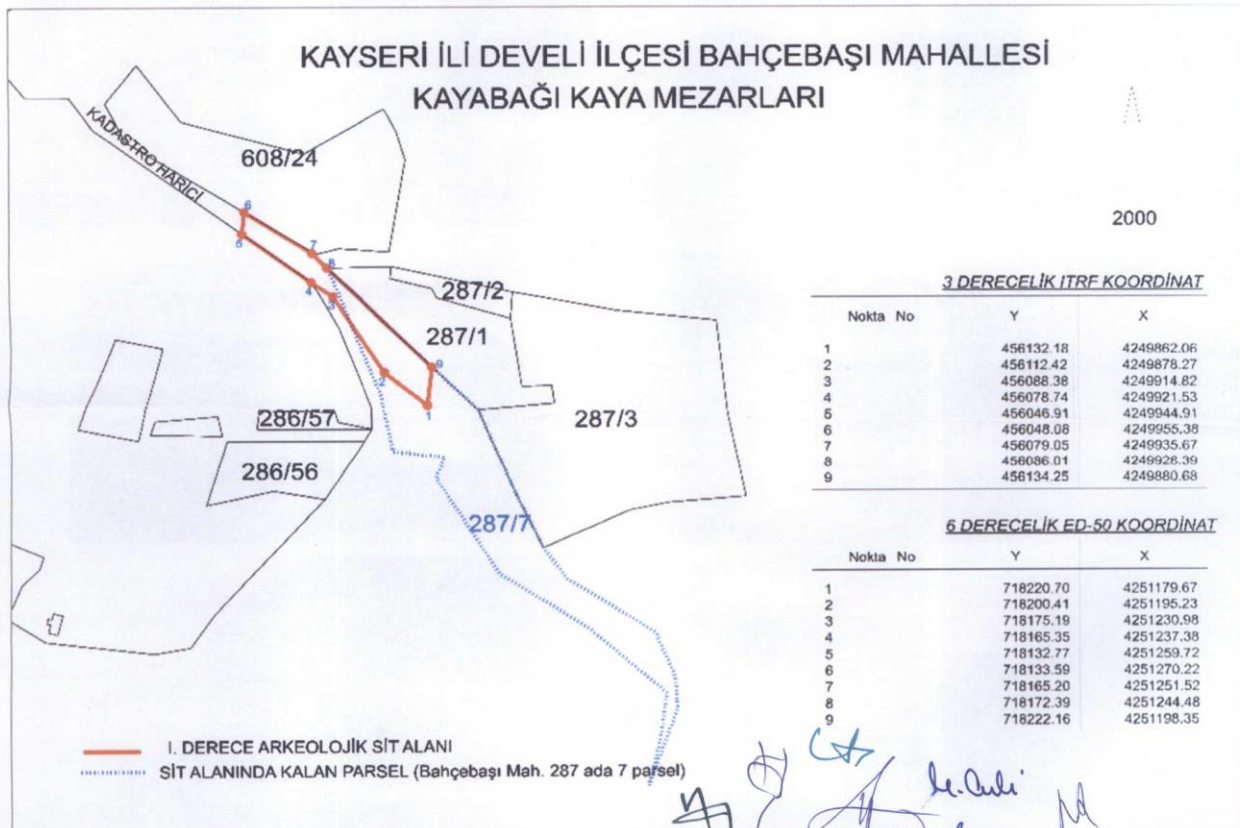 KAYSERİ İLİ DEVELİ İLÇESİ BAHÇEBAŞI MAHALLESİ
KAYABAĞI KAYA MEZARLARI
KADASTRO HARİCİ
608/24
2000
6
5
7
8
4
3
287/2
287/1
9
2
1
287/3
286/57
286/56
287/7
3 DERECELİK ITRF KOORDİNAT
Nokta No Y X
1 456132.18 4249862.06
2 456112.42 4249878.27
3 456088.38 4249914.82
4 456078.74 4249921.53
5 456046.91 4249944.91
6 456048.08 4249955.38
7 456079.05 4249935.67
8 456086.01 4249928.39
9 456134.25 4249880.68
6 DERECELİK ED-50 KOORDİNAT
Nokta No Y X
1 718220.70 4251179.67
2 718200.41 4251195.23
3 718175.19 4251230.98
4 718165.35 4251237.38
5 718132.77 4251259.72
6 718133.59 4251270.22
7 718165.20 4251251.52
8 718172.39 4251244.48
9 718222.16 4251198.35
I. DERECE ARKEOLOJİK SİT ALANI
SİT ALANINDA KALAN PARSEL (Bahçebaşı Mah. 287 ada 7 parsel)